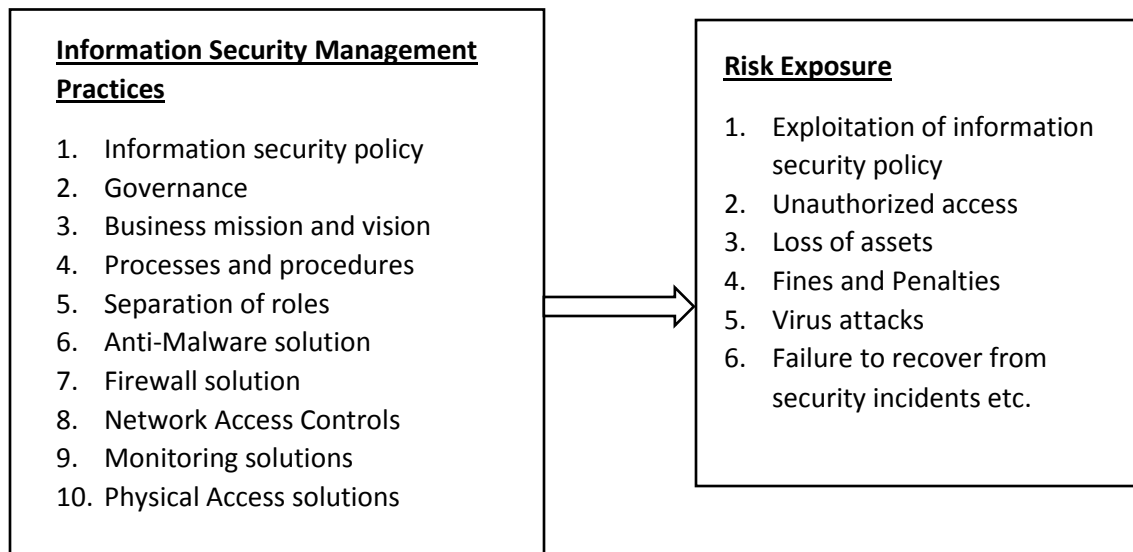 Information Security Management
Practices
1. Information security policy
2. Governance
3. Business mission and vision
4. Processes and procedures
5. Separation of roles
6. Anti-Malware solution
7. Firewall solution
8. Network Access Controls
9. Monitoring solutions
10. Physical Access solutions
Risk Exposure
1. Exploitation of information
security policy
2. Unauthorized access
3. Loss of assets
4. Fines and Penalties
5. Virus attacks
6. Failure to recover from
security incidents etc.